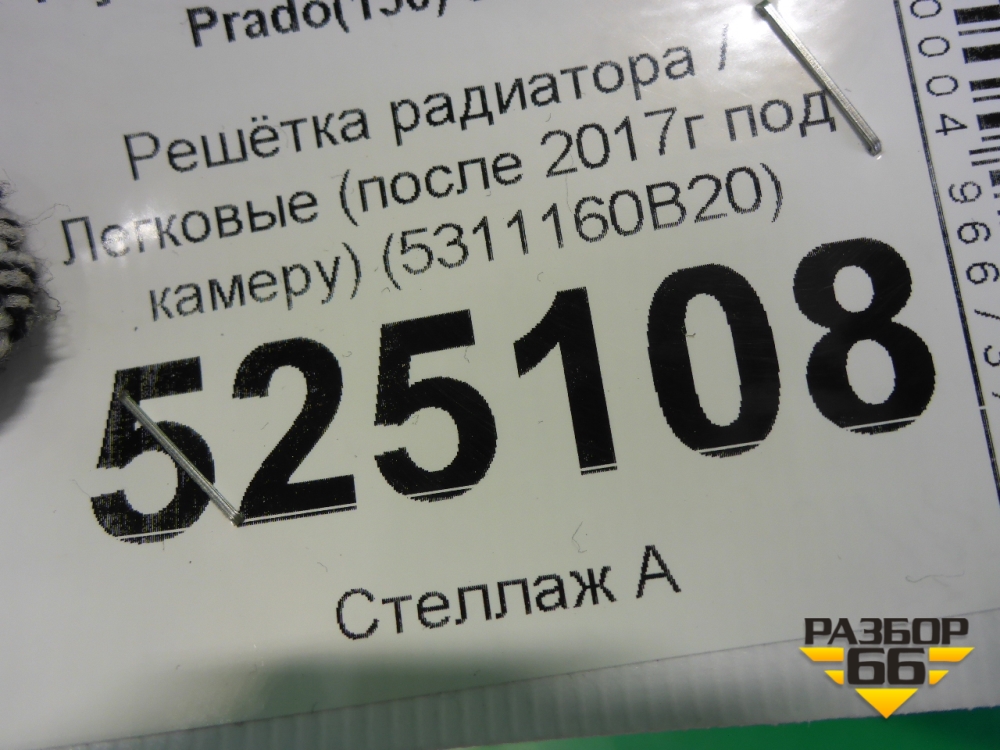 Prado(150)
Решётка радиатора /
Легковые (после 2017г под
камеру) (5311160B20)
525108
Стеллаж А
РАЗБОР
66